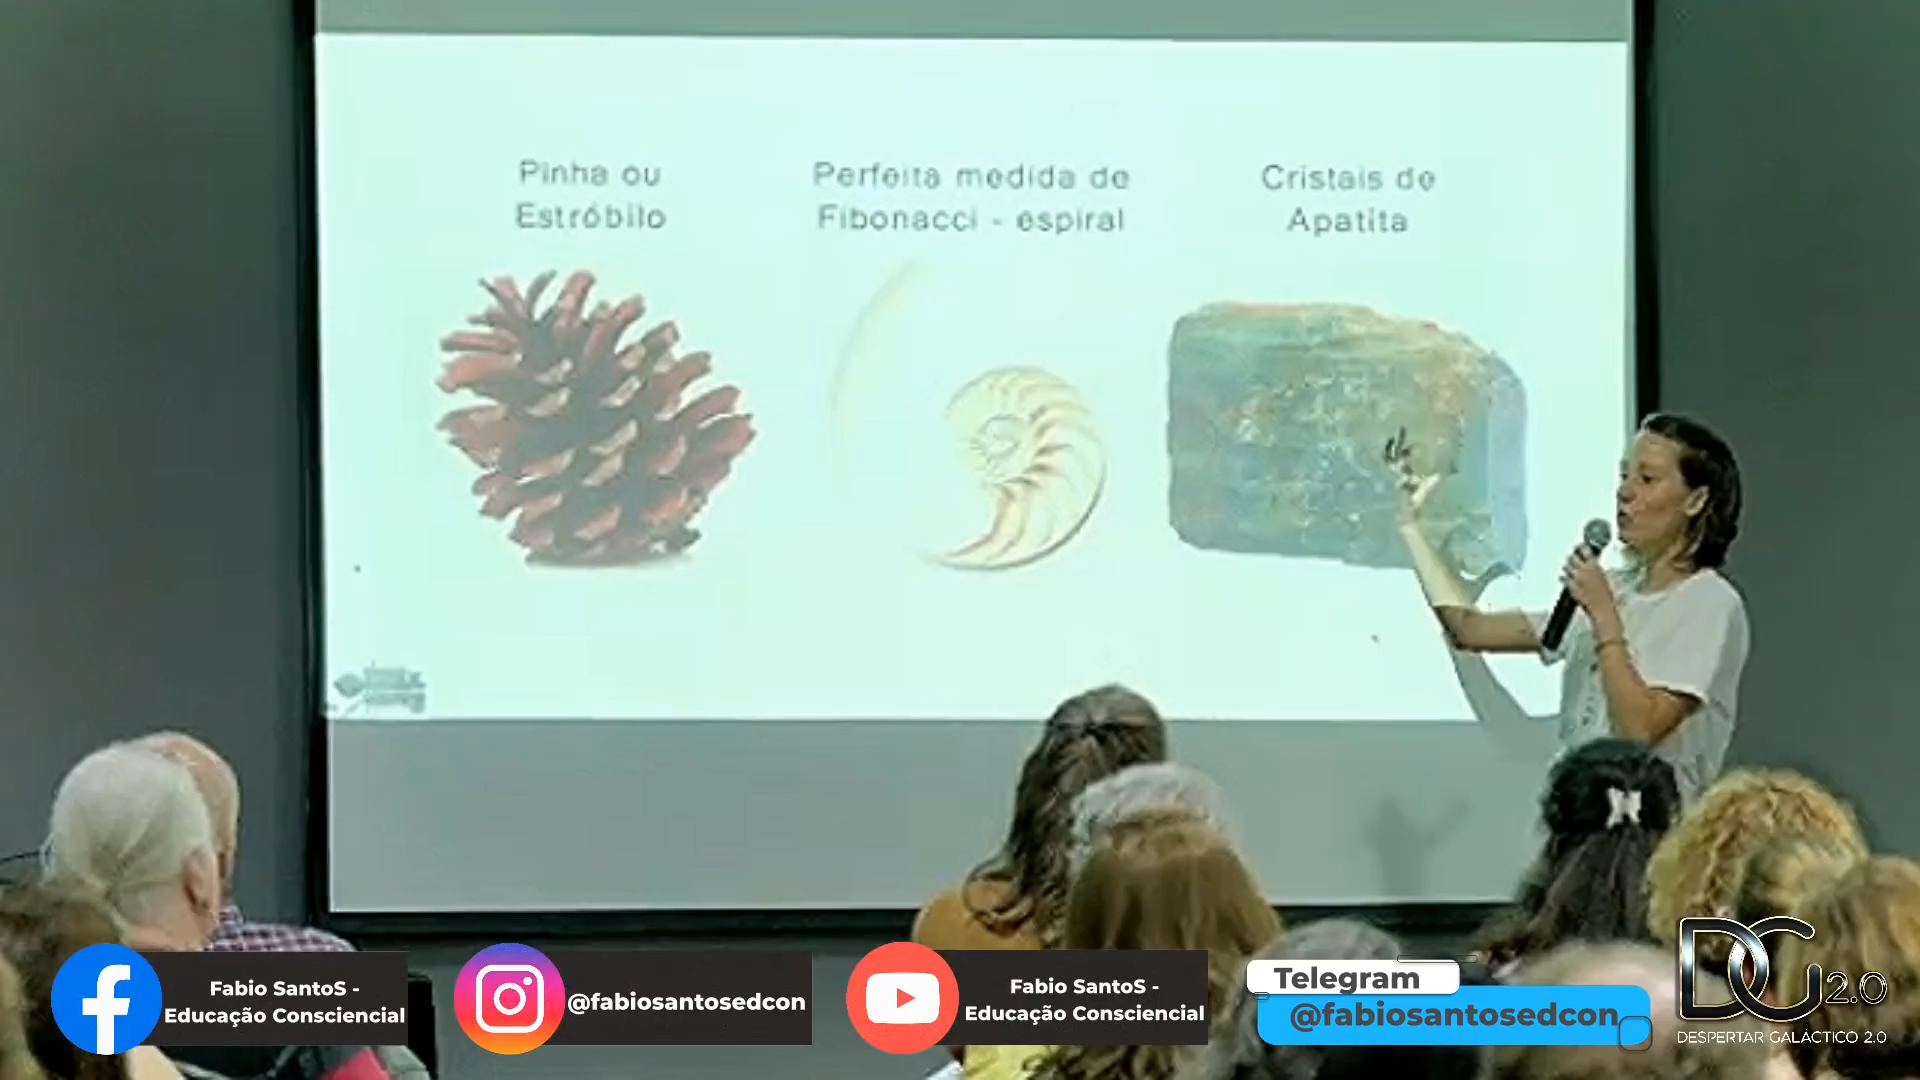 Pinha ou
Estróbilo
Perfeita medida de
Fibonacci - espiral
Cristais de
Apatita
Fabio SantoS -
Educação Consciencial
@fabiosantosedcon
Fabio SantoS -
Educação Consciencial
Telegram
@fabiosantosedcon
DG 2.0
DESPERTAR GALÁCTICO 2.0